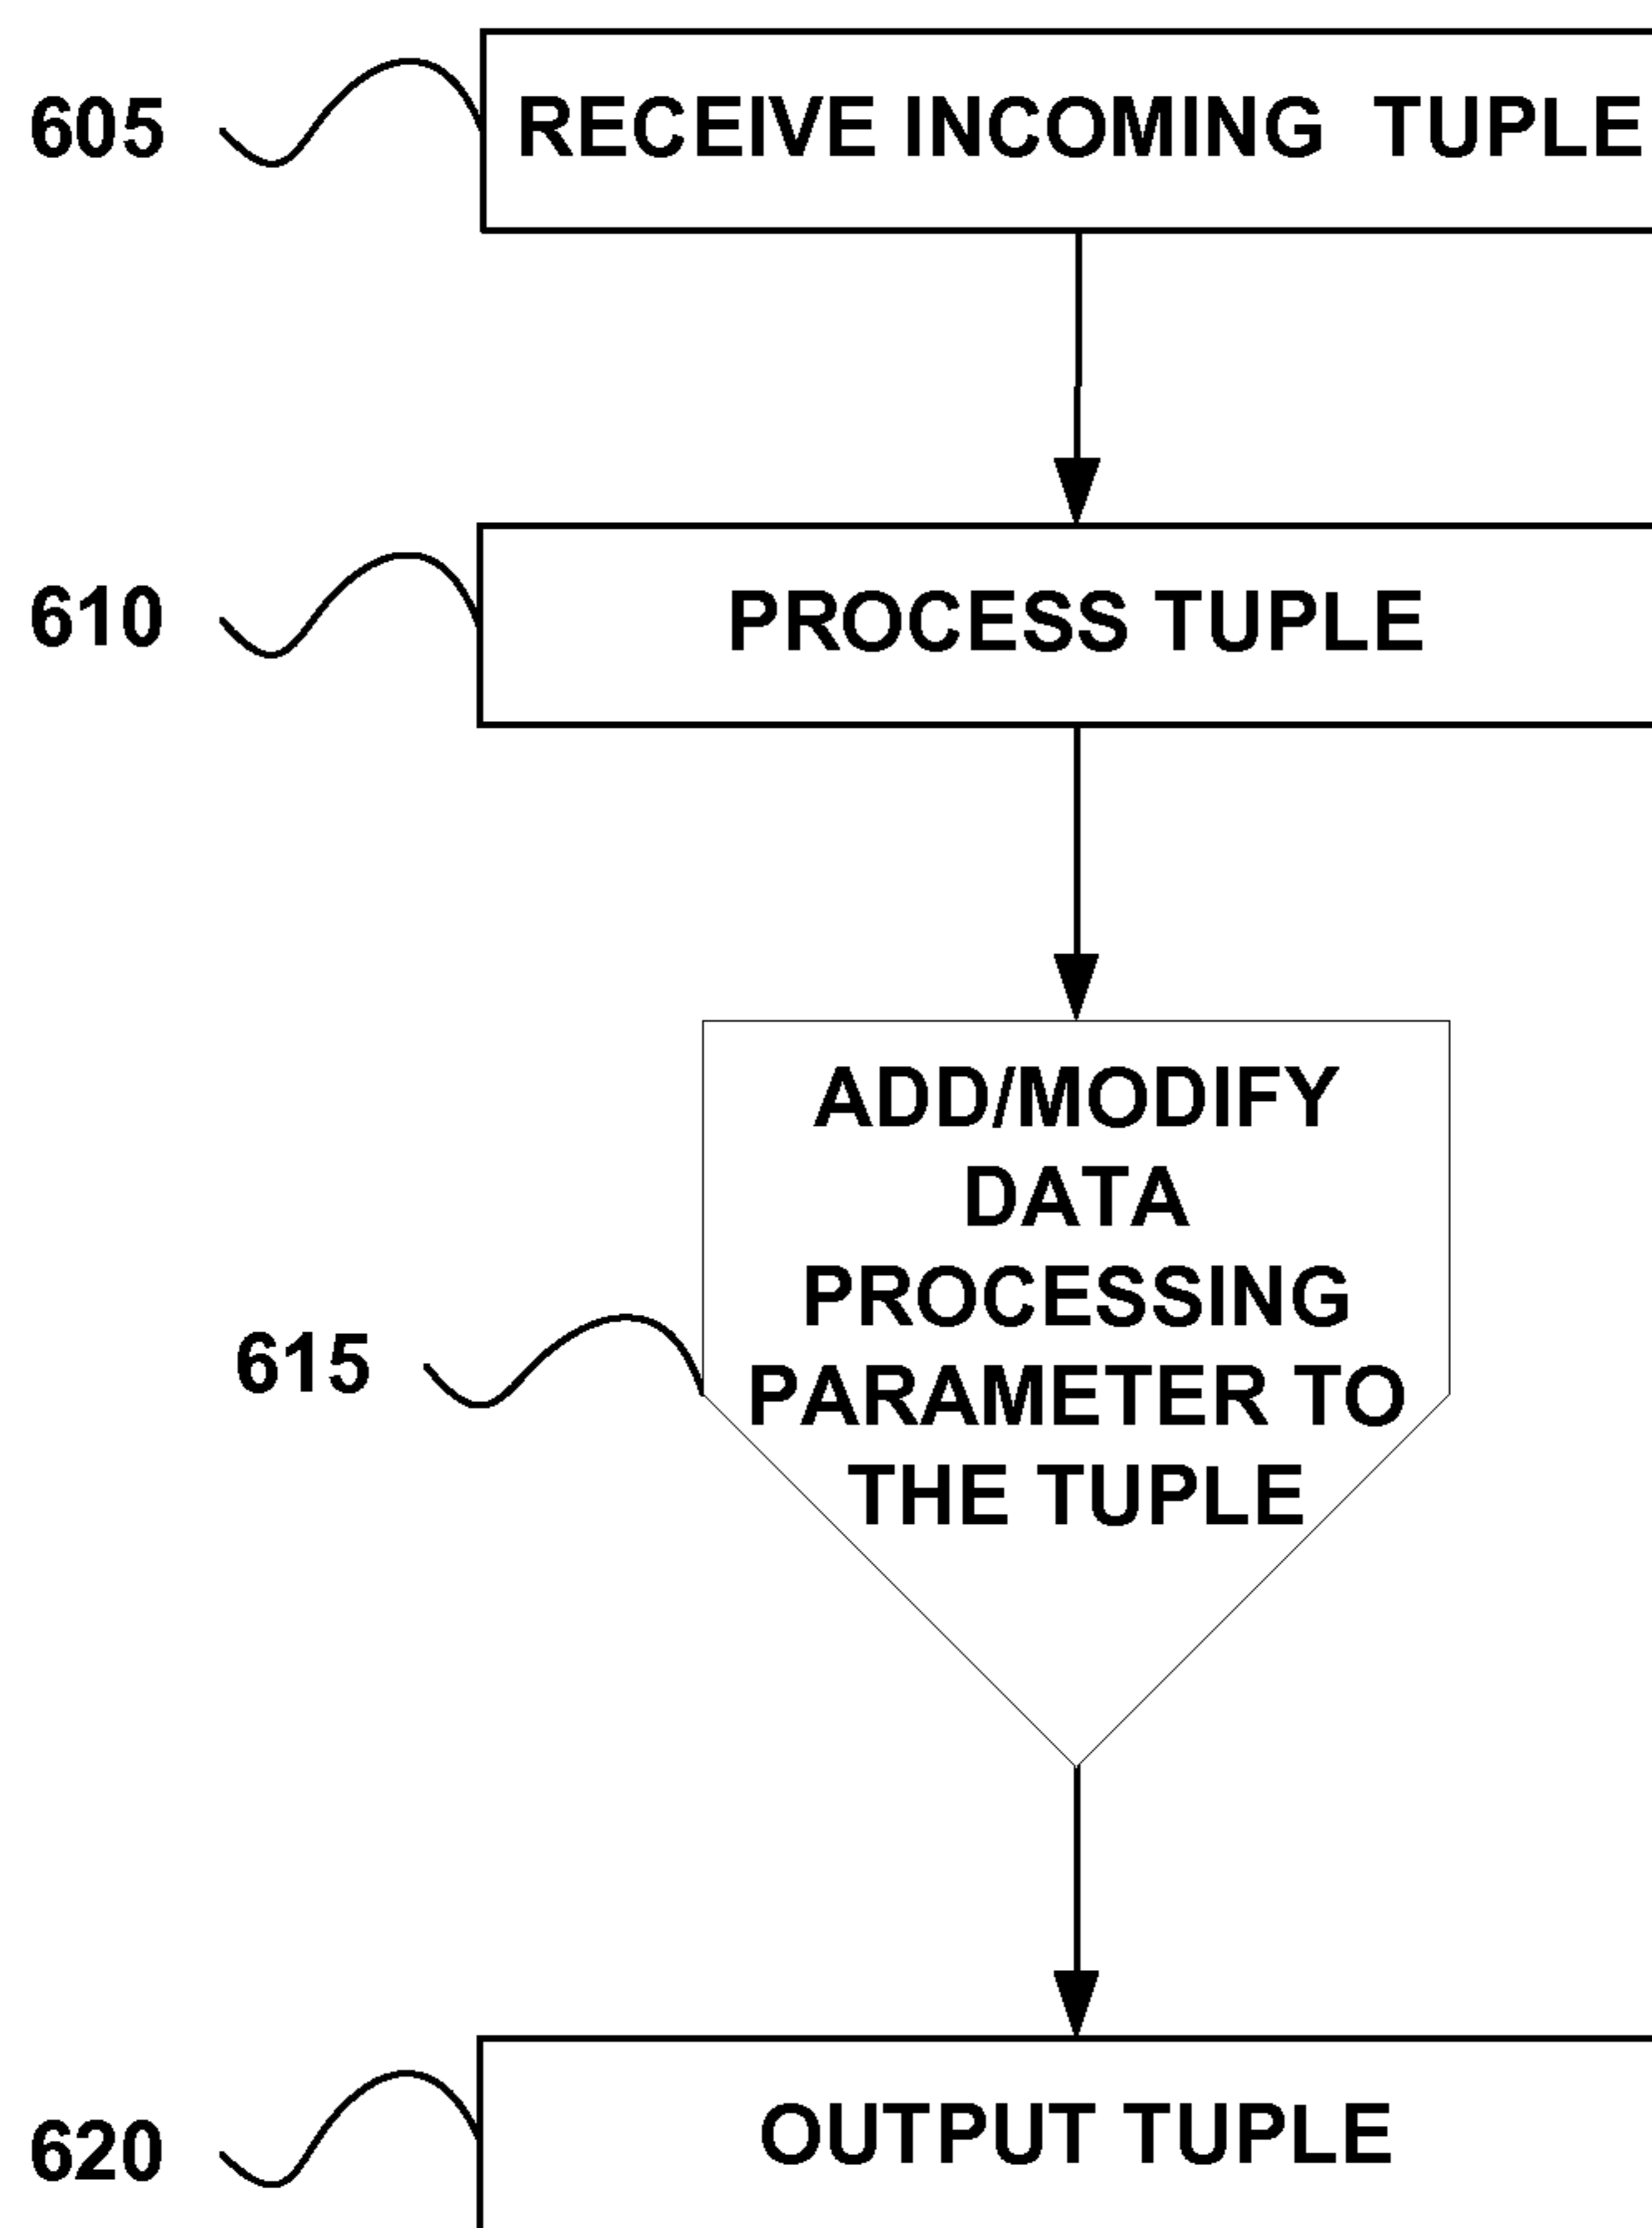 605
RECEIVE INCOMING TUPLE
610
PROCESS TUPLE
ADD/MODIFY
DATA
PROCESSING
615
PARAMETER TO
THE TUPLE
620
OUTPUT TUPLE